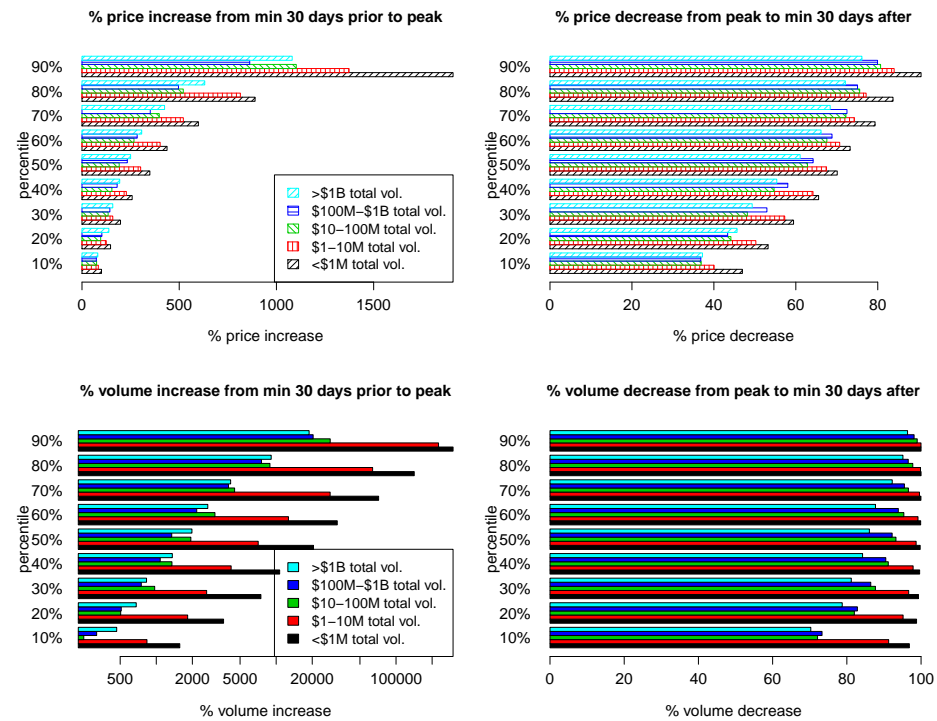 % price increase from min 30 days prior to peak
percentile
90%
80%
70%
60%
50%
40%
30%
20%
10%
>$1B total vol.
$100M−$1B total vol.
$10−100M total vol.
$1−10M total vol.
<$1M total vol.
0 500 1000 1500
% price increase
% price decrease from peak to min 30 days after
percentile
90%
80%
70%
60%
50%
40%
30%
20%
10%
0 20 40 60 80
% price decrease
% volume increase from min 30 days prior to peak
percentile
90%
80%
70%
60%
50%
40%
30%
20%
10%
>$1B total vol.
$100M−$1B total vol.
$10−100M total vol.
$1−10M total vol.
<$1M total vol.
500 2000 5000 20000 100000
% volume increase
% volume decrease from peak to min 30 days after
percentile
90%
80%
70%
60%
50%
40%
30%
20%
10%
0 20 40 60 80 100
% volume decrease